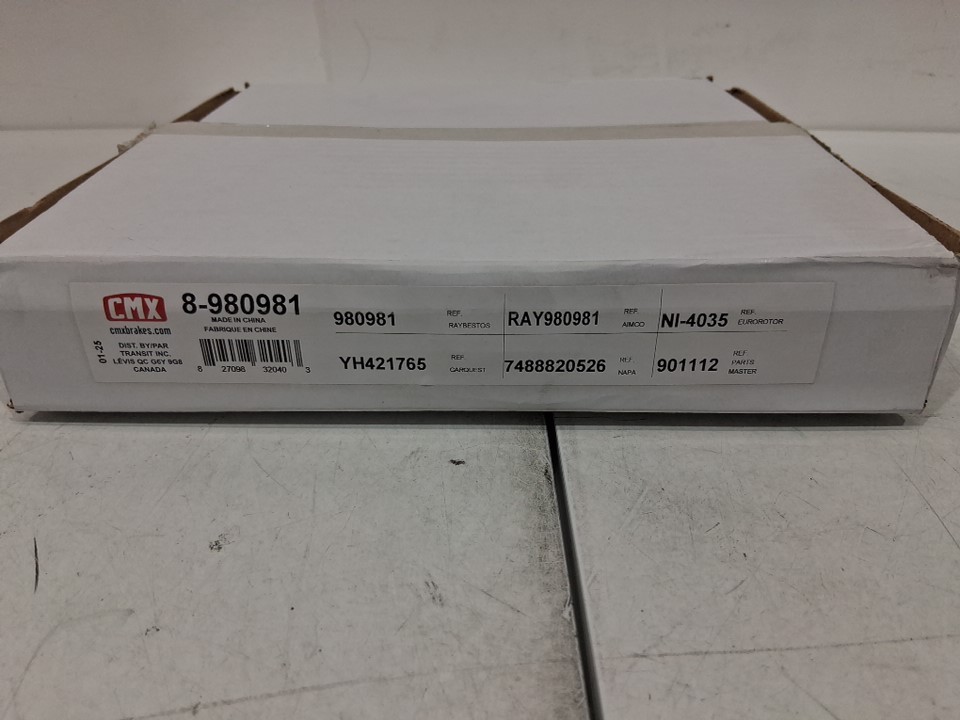 CMX
cmxbrakes.com
8-980981
MADE IN CHINA
FABRIQUE EN CHINE
01-25
DIST. BY/PAR
TRANSIT INC.
LÉVIS QC G6V 9G8
CANADA
8 27098 32040 3
980981 REF. RAYBESTOS
RAY980981 REF. AIMCO
NI-4035 REF. EUROROTOR
YH421765 REF. CARQUEST
7488820526 REF. NAPA
901112 REF. PARTS MASTER